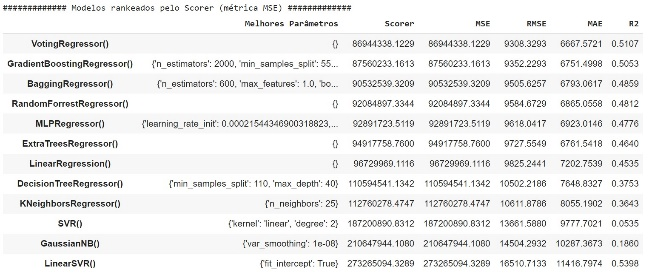 ############# Modelos rankeados pelo Scorer (métrica MSE) #############
Melhores Parâmetros Scorer MSE RMSE MAE R2
VotingRegressor() {} 86944338.1229 86944338.1229 9308.3293 6667.5721 0.5107
GradientBoostingRegressor() {'n_estimators': 2000, 'min_samples_split': 55... 87560233.1613 87560233.1613 9352.2293 6751.4998 0.5053
BaggingRegressor() {'n_estimators': 600, 'max_features': 1.0, 'bo... 90532539.3209 90532539.3209 9505.6257 6793.0617 0.4859
RandomForrestRegressor() {} 92084897.3344 92084897.3344 9584.6729 6865.0558 0.4812
MLPRegressor() {'learning_rate_init': 0.00021544346900318823,... 92891723.5119 92891723.5119 9618.0417 6923.0146 0.4776
ExtraTreesRegressor() {} 94917758.7640 94917758.7640 9727.5549 6761.5418 0.4640
LinearRegression() {} 96729969.1116 96729969.1116 9825.2441 7202.7539 0.4535
DecisionTreeRegressor() {'min_samples_split': 110, 'max_depth': 40} 110594541.1342 110594541.1342 10502.2186 7648.8327 0.3753
KNeighborsRegressor() {'n_neighbors': 25} 112760278.4747 112760278.4747 10611.8786 8055.1902 0.3643
SVR() {'kernel': 'linear', 'degree': 2} 187200890.8312 187200890.8312 13661.5880 9777.7021 0.0535
GaussianNB() {'var_smoothing': 1e-08} 210647944.1080 210647944.1080 14504.2932 10287.3673 0.1860
LinearSVR() {'fit_intercept': True} 273265094.3289 273265094.3289 16510.7133 11416.7974 0.5398